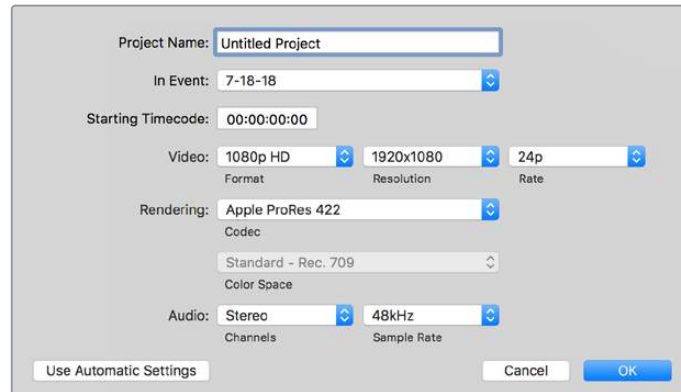 Project Name: Untitled Project
In Event: 7-18-18
Starting Timecode: 00:00:00:00
Video: 1080p HD 1920x1080 24p
Format Resolution Rate
Rendering: Apple ProRes 422
Codec
Standard - Rec. 709
Color Space
Audio: Stereo 48kHz
Channels Sample Rate
Use Automatic Settings Cancel OK